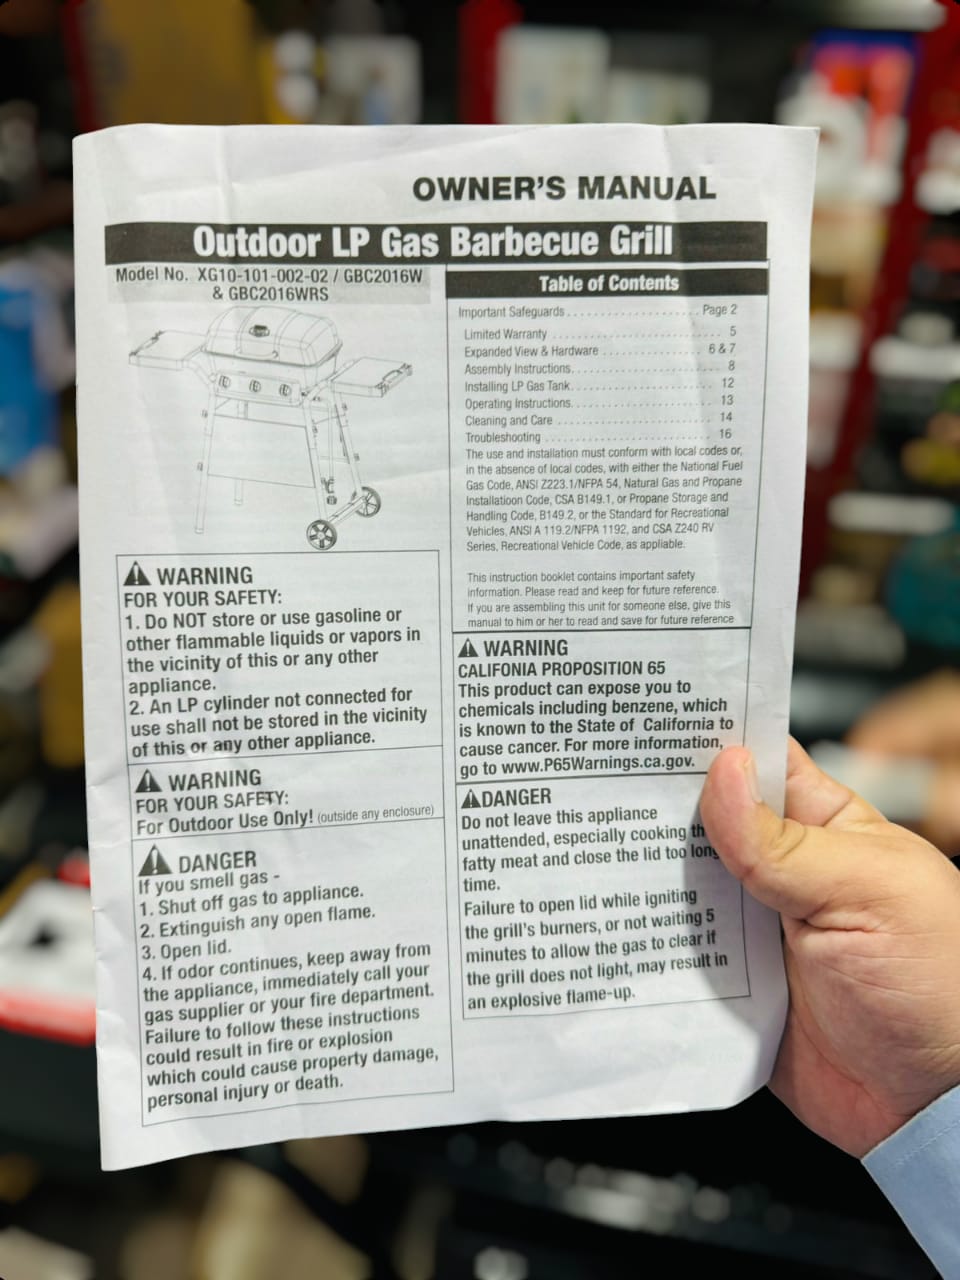 OWNER'S MANUAL
Outdoor LP Gas Barbecue Grill
Model No. XG10-101-002-02 / GBC2016W
& GBC2016WRS
WARNING
FOR YOUR SAFETY:
1. Do NOT store or use gasoline or
other flammable liquids or vapors in
the vicinity of this or any other
appliance.
2. An LP cylinder not connected for
use shall not be stored in the vicinity
of this or any other appliance.
WARNING
FOR YOUR SAFETY:
For Outdoor Use Only! (outside any enclosure)
DANGER
If you smell gas -
1. Shut off gas to appliance.
2. Extinguish any open flame.
3. Open lid.
4. If odor continues, keep away from
the appliance, immediately call your
gas supplier or your fire department.
Failure to follow these instructions
could result in fire or explosion
which could cause property damage,
personal injury or death.
Table of Contents
Important Safeguards . . . . . . . . . . . . . . . . . . . . Page 2
Limited Warranty . . . . . . . . . . . . . . . . . . . . . . . . . . 5
Expanded View & Hardware . . . . . . . . . . . . . . . 6 & 7
Assembly Instructions. . . . . . . . . . . . . . . . . . . . . . . 8
Installing LP Gas Tank. . . . . . . . . . . . . . . . . . . . . . 12
Operating Instructions. . . . . . . . . . . . . . . . . . . . . . 13
Cleaning and Care . . . . . . . . . . . . . . . . . . . . . . . . 14
Troubleshooting . . . . . . . . . . . . . . . . . . . . . . . . . . 16
The use and installation must conform with local codes or,
in the absence of local codes, with either the National Fuel
Gas Code, ANSI Z223.1/NFPA 54, Natural Gas and Propane
Installatioon Code, CSA B149.1, or Propane Storage and
Handling Code, B149.2, or the Standard for Recreational
Vehicles, ANSI A 119.2/NFPA 1192, and CSA Z240 RV
Series, Recreational Vehicle Code, as appliable.
This instruction booklet contains important safety
information. Please read and keep for future reference.
If you are assembling this unit for someone else, give this
manual to him or her to read and save for future reference
WARNING
CALIFONIA PROPOSITION 65
This product can expose you to
chemicals including benzene, which
is known to the State of California to
cause cancer. For more information,
go to www.P65Warnings.ca.gov.
DANGER
Do not leave this appliance
unattended, especially cooking th
fatty meat and close the lid too long
time.
Failure to open lid while igniting
the grill's burners, or not waiting 5
minutes to allow the gas to clear if
the grill does not light, may result in
an explosive flame-up.